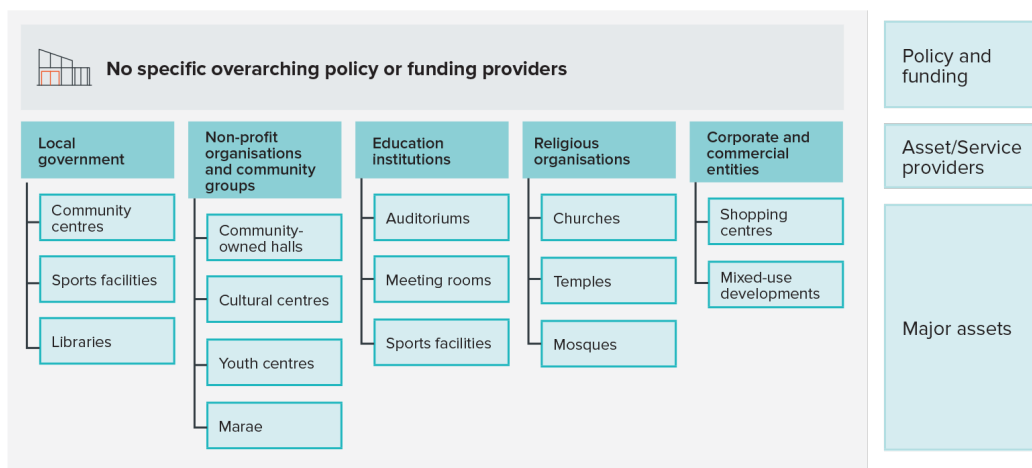 No specific overarching policy or funding providers
Policy and
funding
Local
government
Non-profit
organisations
and community
groups
Education
institutions
Religious
organisations
Corporate and
commercial
entities
Asset/Service
providers
Community
centres
Sports facilities
Libraries
Community-
owned halls
Cultural centres
Youth centres
Marae
Auditoriums
Meeting rooms
Sports facilities
Churches
Temples
Mosques
Shopping
centres
Mixed-use
developments
Major assets